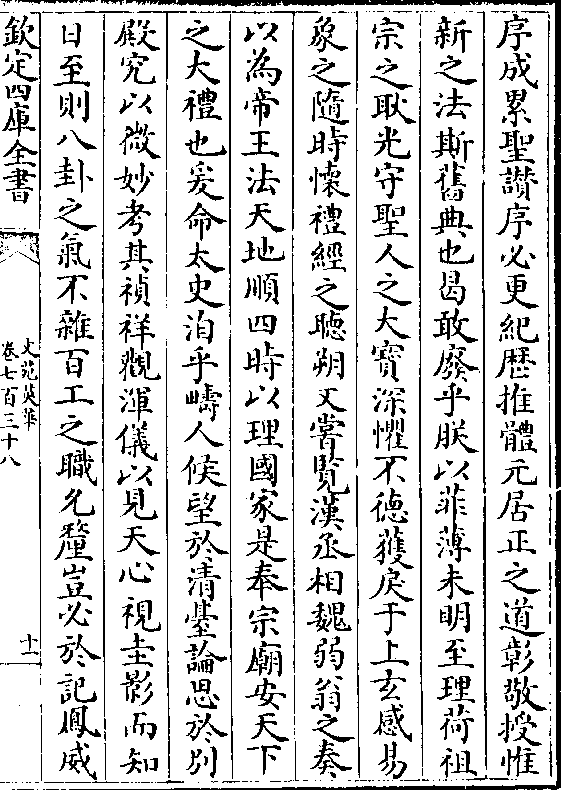 序成累聖讃序必更紀厯推體元居正之道彰敬授惟
新之法斯舊典也曷敢廢乎朕以菲薄未明至理荷祖
宗之耿光守聖人之大寳深懼不德獲戾于上玄感易
象之隨時懐禮經之聽朔又嘗覧漢丞相魏弱翁之奏
以為帝王法天地順四時以理國家是奉宗廟安天下
之大禮也爰命太史洎乎疇人候望於清臺論思於別
殿究以微妙考其禎祥觀渾儀以見天心視圭影而知
日至則八卦之氣不雜百工之職允釐豈必於記鳳威
欽定四庫全書
文苑英華
卷七百三十八
十一